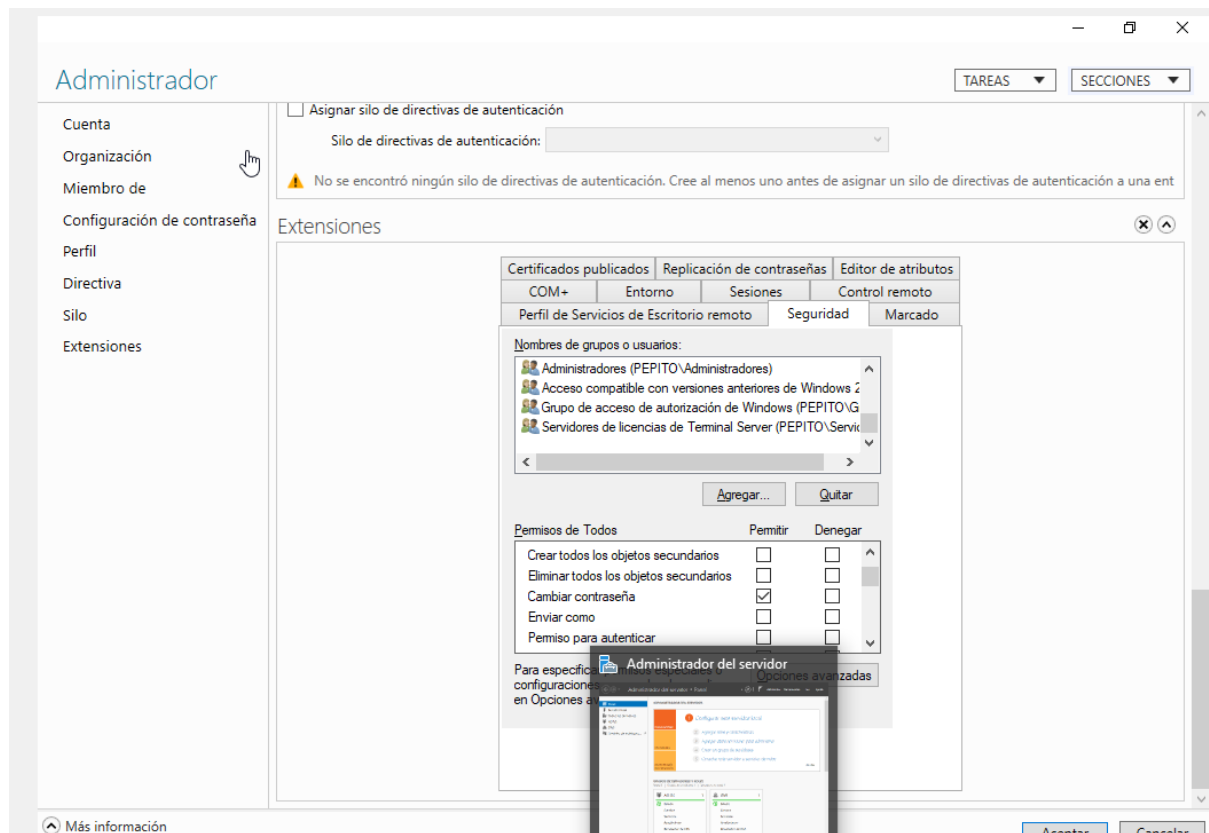 Administrador
TAREAS
SECCIONES
Cuenta
Organización
Miembro de
Configuración de contraseña
Perfil
Directiva
Silo
Extensiones
Asignar silo de directivas de autenticación
Silo de directivas de autenticación:
No se encontró ningún silo de directivas de autenticación. Cree al menos uno antes de asignar un silo de directivas de autenticación a una ent
Extensiones
Certificados publicados Replicación de contraseñas Editor de atributos
COM+ Entorno Sesiones Control remoto
Perfil de Servicios de Escritorio remoto Seguridad Marcado
Nombres de grupos o usuarios:
Administradores (PEPITO\Administradores)
Acceso compatible con versiones anteriores de Windows 2
Grupo de acceso de autorización de Windows (PEPITO\G
Servidores de licencias de Terminal Server (PEPITO\Servic
Agregar... Quitar
Permisos de Todos Permitir Denegar
Crear todos los objetos secundarios
Eliminar todos los objetos secundarios
Cambiar contraseña
Enviar como
Permiso para autenticar
Administrador del servidor
Para especificar permisos especiales o
configuraciones
en Opciones av
Opciones avanzadas
Más información
Aceptar Cancelar